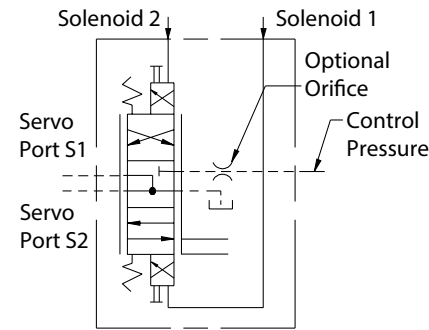 Solenoid 2
Solenoid 1
Optional
Orifice
Servo
Port S1
Control
Pressure
Servo
Port S2